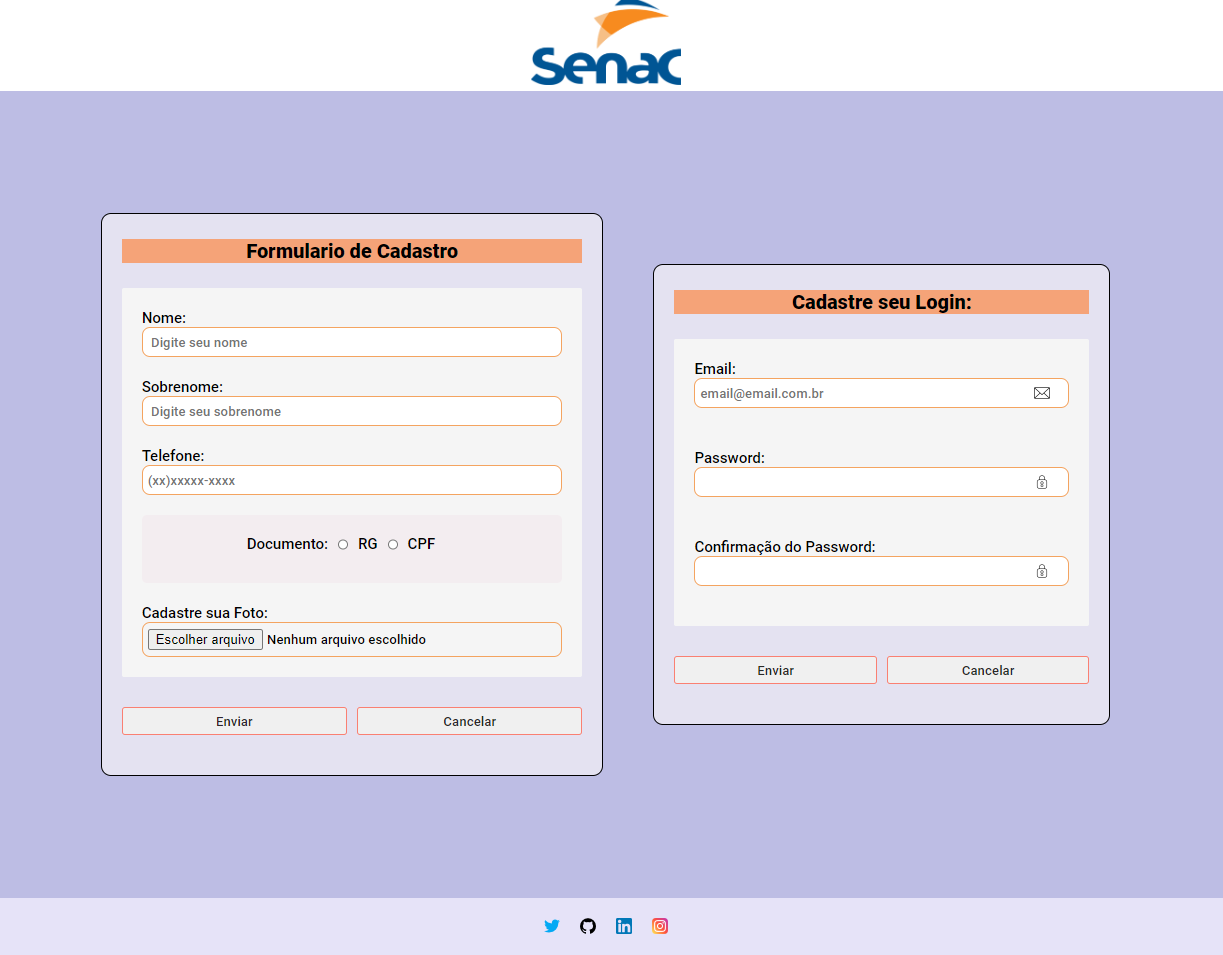 Senac
Formulario de Cadastro
Nome:
Digite seu nome
Sobrenome:
Digite seu sobrenome
Telefone:
(xx)xxxxx-xxxx
Documento: RG CPF
Cadastre sua Foto:
Escolher arquivo Nenhum arquivo escolhido
Enviar Cancelar
Cadastre seu Login:
Email:
email@email.com.br
Password:
Confirmação do Password:
Enviar Cancelar
in